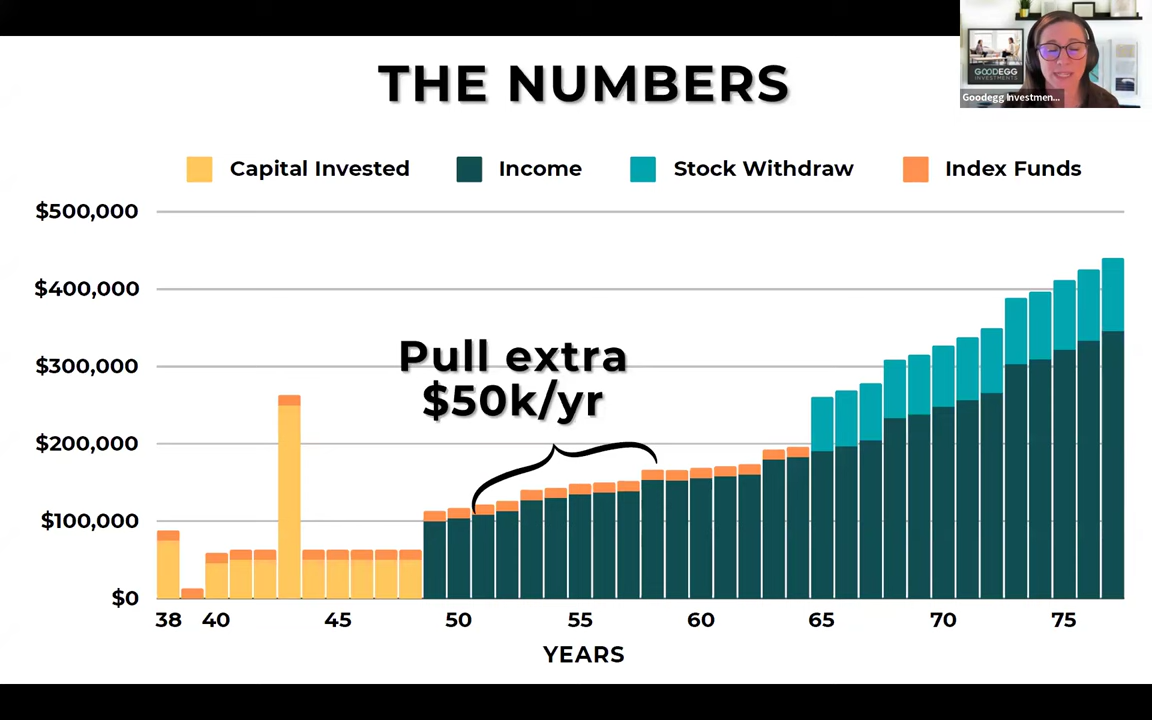 GOODEGG
INVESTMENTS
Goodegg Investmen...
THE NUMBERS
Capital Invested
Income
Stock Withdraw
Index Funds
$500,000
$400,000
$300,000
$200,000
$100,000
$0
Pull extra
$50k/yr
38 40 45 50 55 60 65 70 75
YEARS